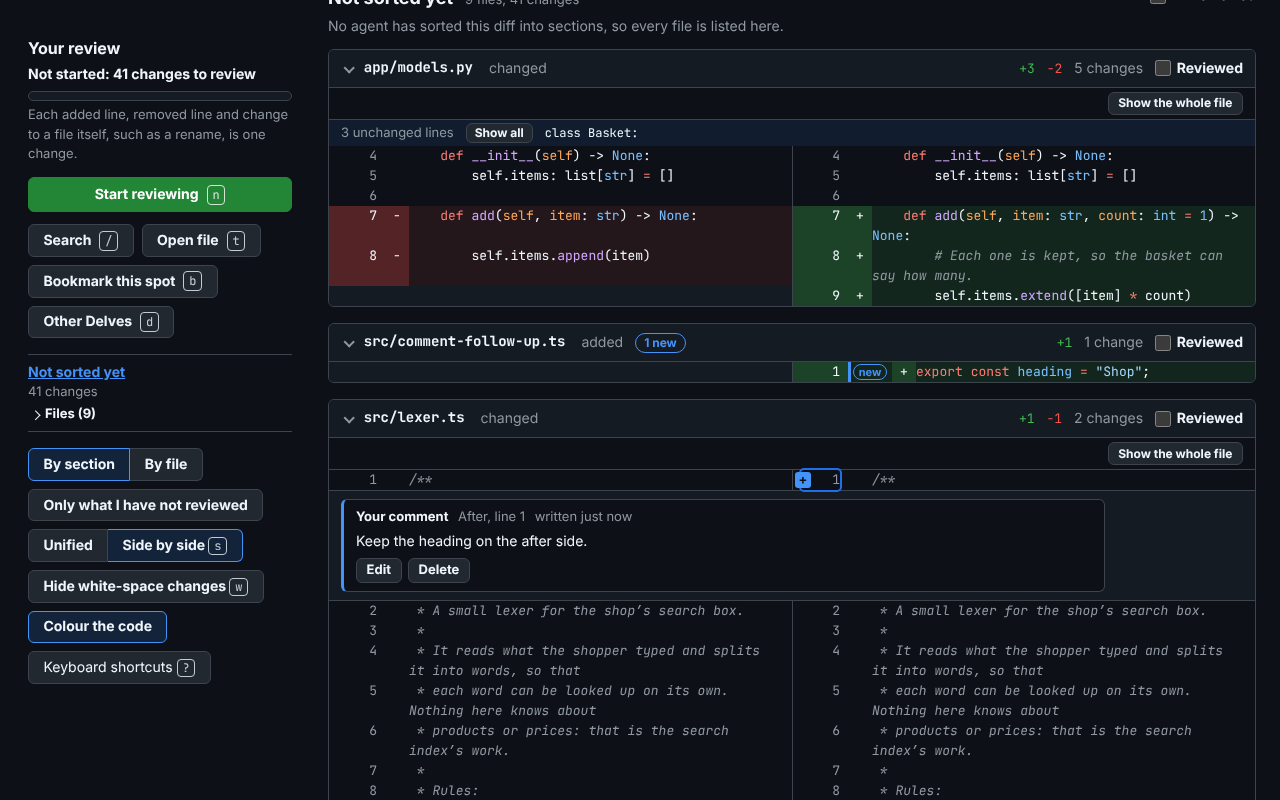 Not sorted yet 9 files, 41 changes
No agent has sorted this diff into sections, so every file is listed here.
Your review
Not started: 41 changes to review
Each added line, removed line and change
to a file itself, such as a rename, is one
change.
Start reviewing n
Search /
Open file t
Bookmark this spot b
Other Delves d
Not sorted yet
41 changes
Files (9)
By section
By file
Only what I have not reviewed
Unified
Side by side s
Hide white-space changes w
Colour the code
Keyboard shortcuts ?
app/models.py changed +3 -2 5 changes Reviewed
Show the whole file
3 unchanged lines Show all class Basket:
4 def __init__(self) -> None:
5 self.items: list[str] = []
6
7 - def add(self, item: str) -> None:
8 - self.items.append(item)
4 def __init__(self) -> None:
5 self.items: list[str] = []
6
7 + def add(self, item: str, count: int = 1) ->
None:
8 + # Each one is kept, so the basket can
say how many.
9 + self.items.extend([item] * count)
src/comment-follow-up.ts added 1 new +1 1 change Reviewed
1 new + export const heading = "Shop";
src/lexer.ts changed +1 -1 2 changes Reviewed
Show the whole file
1 /**
+ 1 /**
Your comment After, line 1 written just now
Keep the heading on the after side.
Edit
Delete
2 * A small lexer for the shop’s search box.
3 *
4 * It reads what the shopper typed and splits
it into words, so that
5 * each word can be looked up on its own.
Nothing here knows about
6 * products or prices: that is the search
index’s work.
7 *
8 * Rules:
2 * A small lexer for the shop’s search box.
3 *
4 * It reads what the shopper typed and splits
it into words, so that
5 * each word can be looked up on its own.
Nothing here knows about
6 * products or prices: that is the search
index’s work.
7 *
8 * Rules: